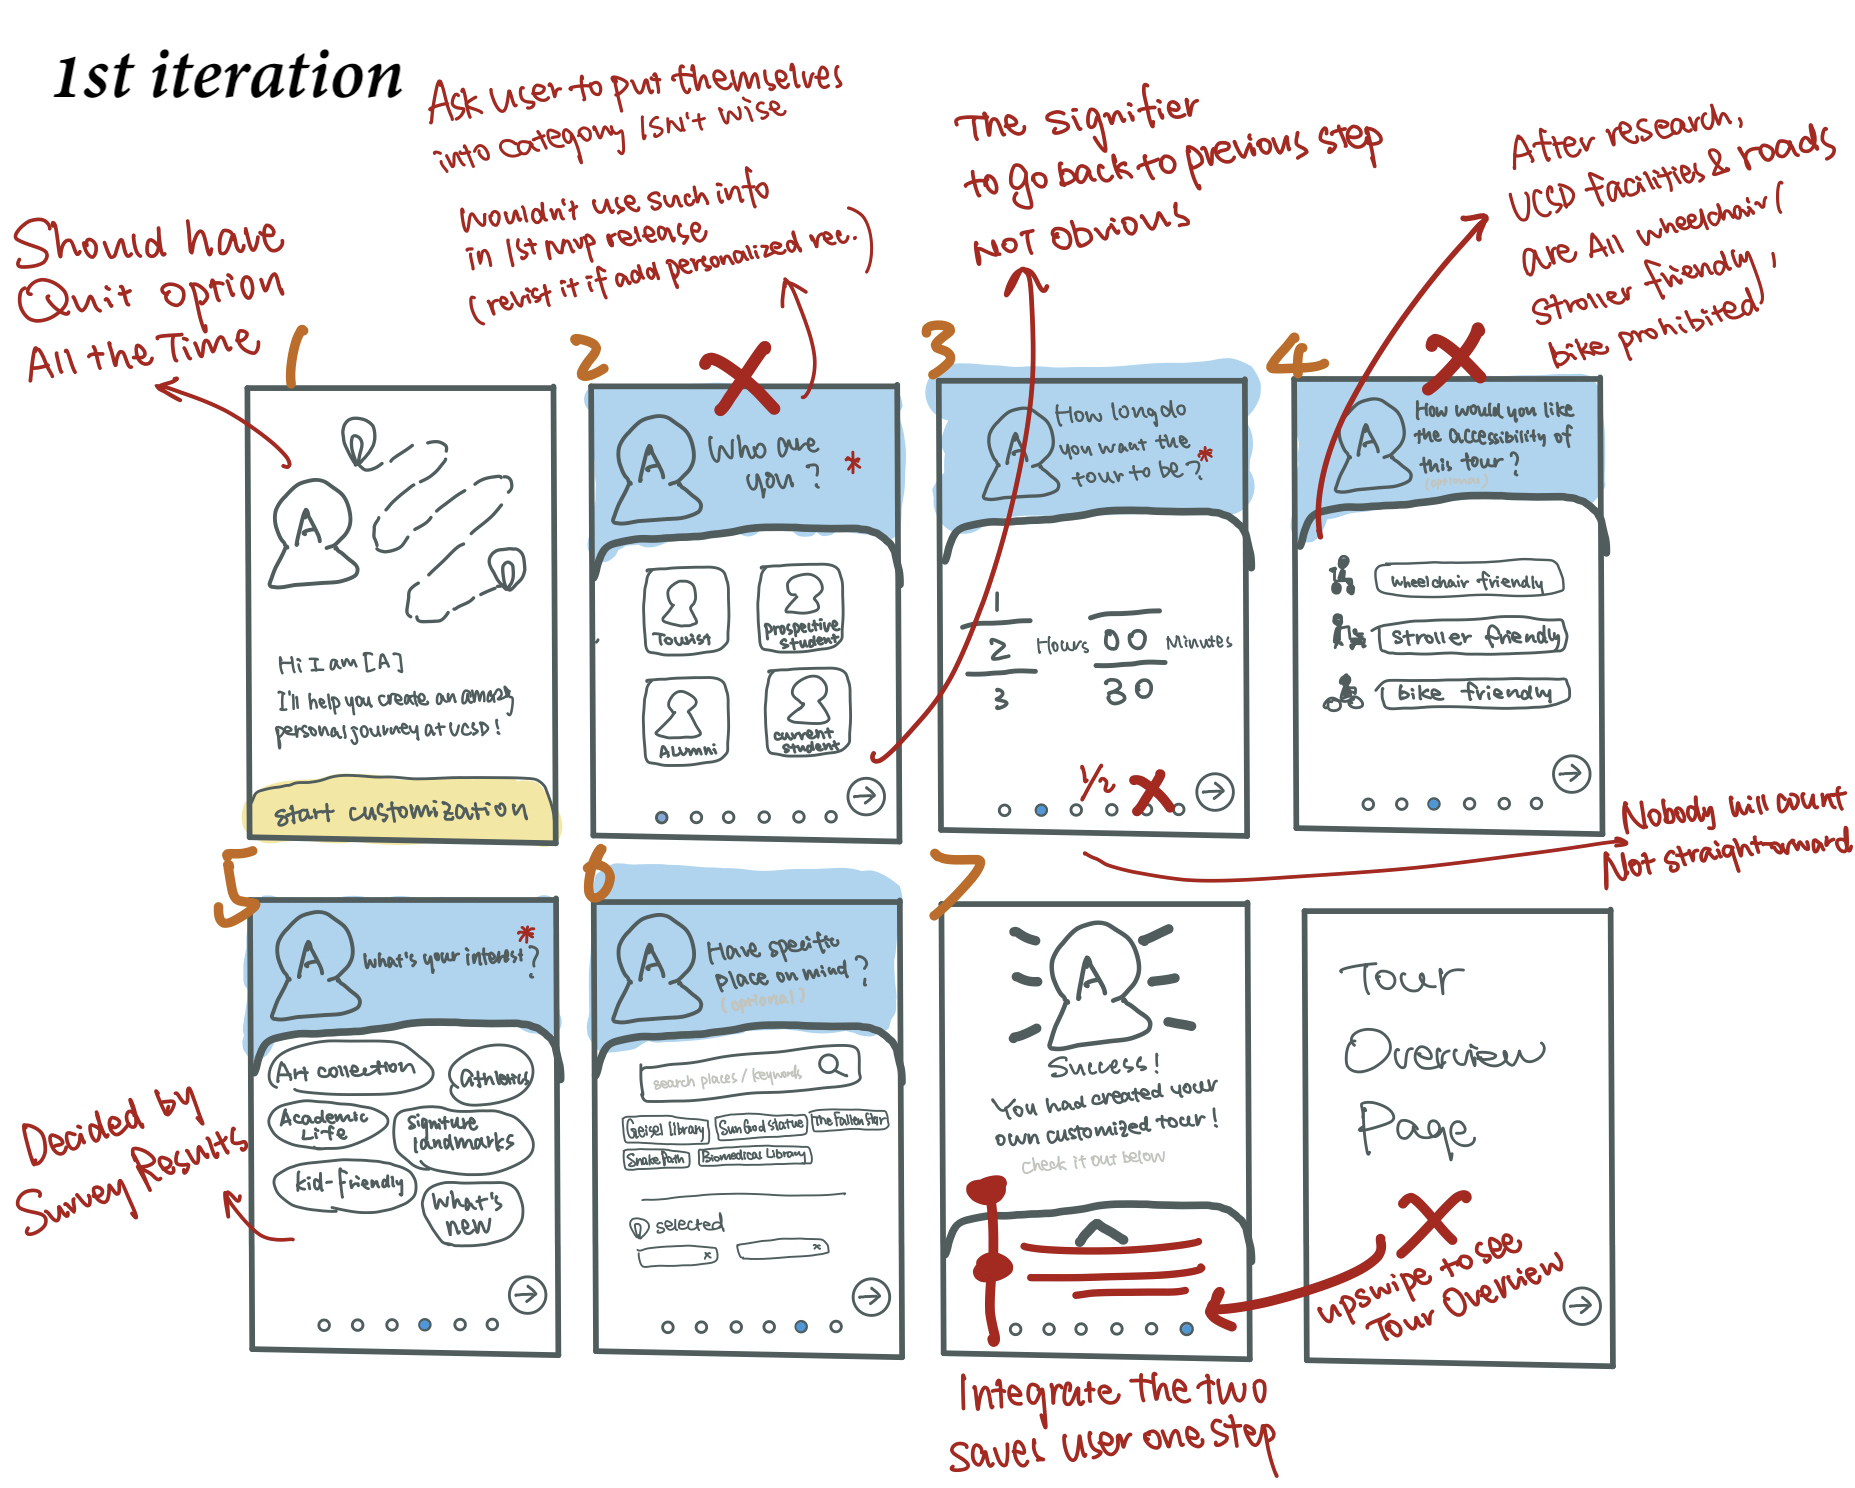 1st iteration
Ask user to put themselves
into category isn't wise
wouldn't use such info
in 1st mvp release
(revist it if add personalized rec.)
The signifier
to go back to previous step
NOT Obvious
After research,
UCSD facilities & roads
are All wheelchair (
stroller friendly,
bike prohibited
Should have
Quit option
All the Time
1
A
Hi I am [A]
I'll help you create an amazing
personal journey at UCSD!
start customization
2
A
Who are
you? *
Tourist
Prospective
Student
Alumni
current
student
3
A
How long do
you want the
tour to be? *
1
2
3
Hours
00
30
Minutes
1/2
4
A
How would you like
the accessibility of
this tour?
(optional)
wheelchair friendly
stroller friendly
bike friendly
Nobody will count
Not straightforward
5
A
What's your interest? *
Art collection
athletics
Academic
Life
Signiture
landmarks
kid-friendly
What's
new
Decided by
Survey Results
6
A
Have specific
place on mind?
(optional)
search places / keywords
Geisel Library
Sun God Statue
The Fallen Star
Snake Path
Biomedical Library
selected
x
x
7
A
Success!
You had created your
own customized tour!
Check it out below
Integrate the two
saves user one step
Tour
Overview
Page
upswipe to see
Tour Overview